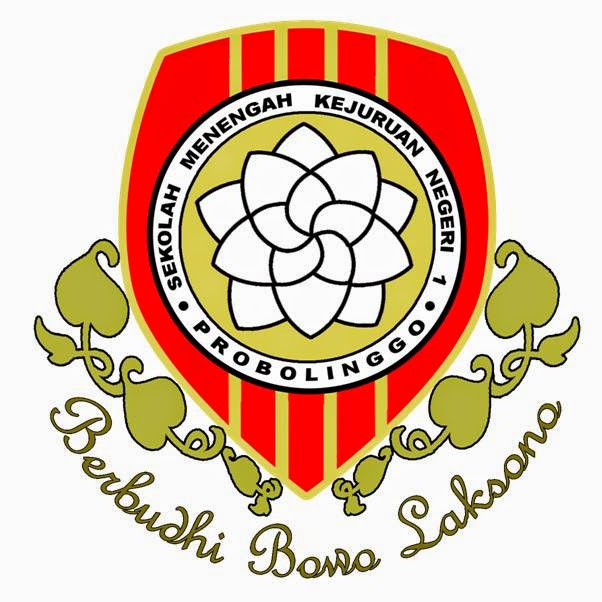 SEKOLAH MENENGAH KEJURUAN NEGERI 1
• PROBOLINGGO •
Berbudhi Bowo Laksono